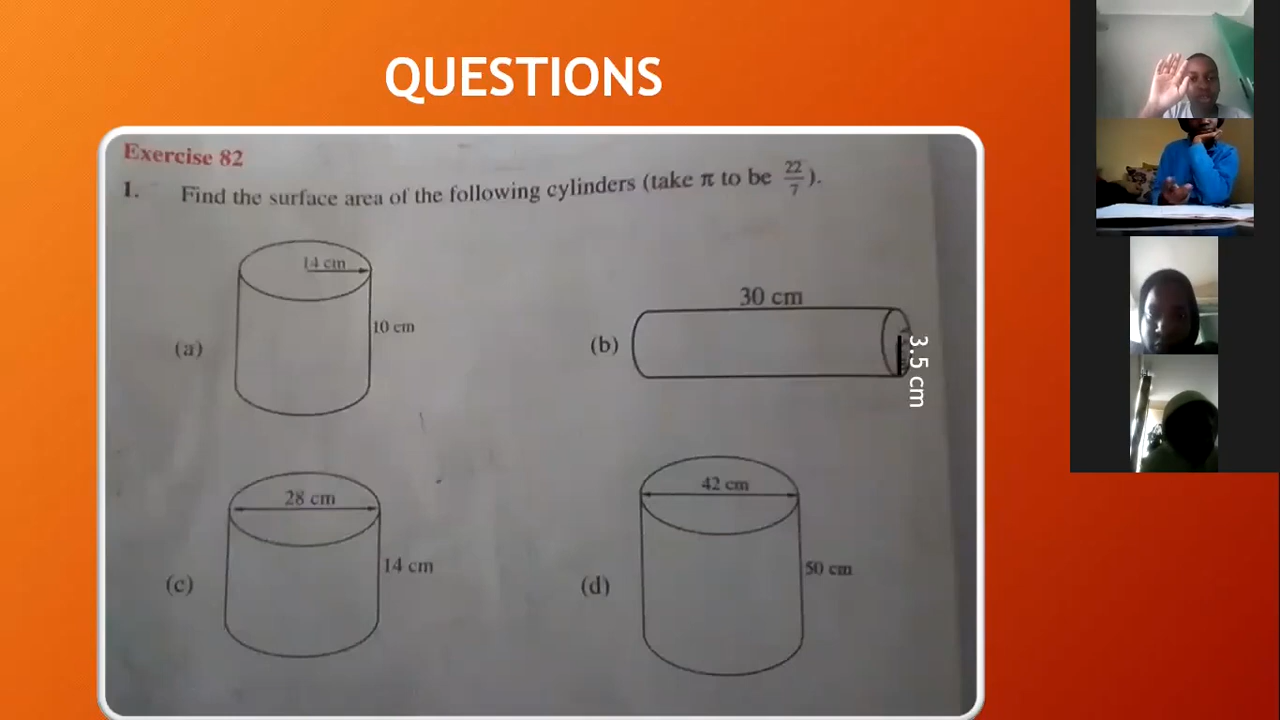 QUESTIONS
Exercise 82
1. Find the surface area of the following cylinders (take π to be 22/7).
14 cm
10 cm
(a)
30 cm
(b)
3.5 cm
28 cm
14 cm
(c)
42 cm
50 cm
(d)